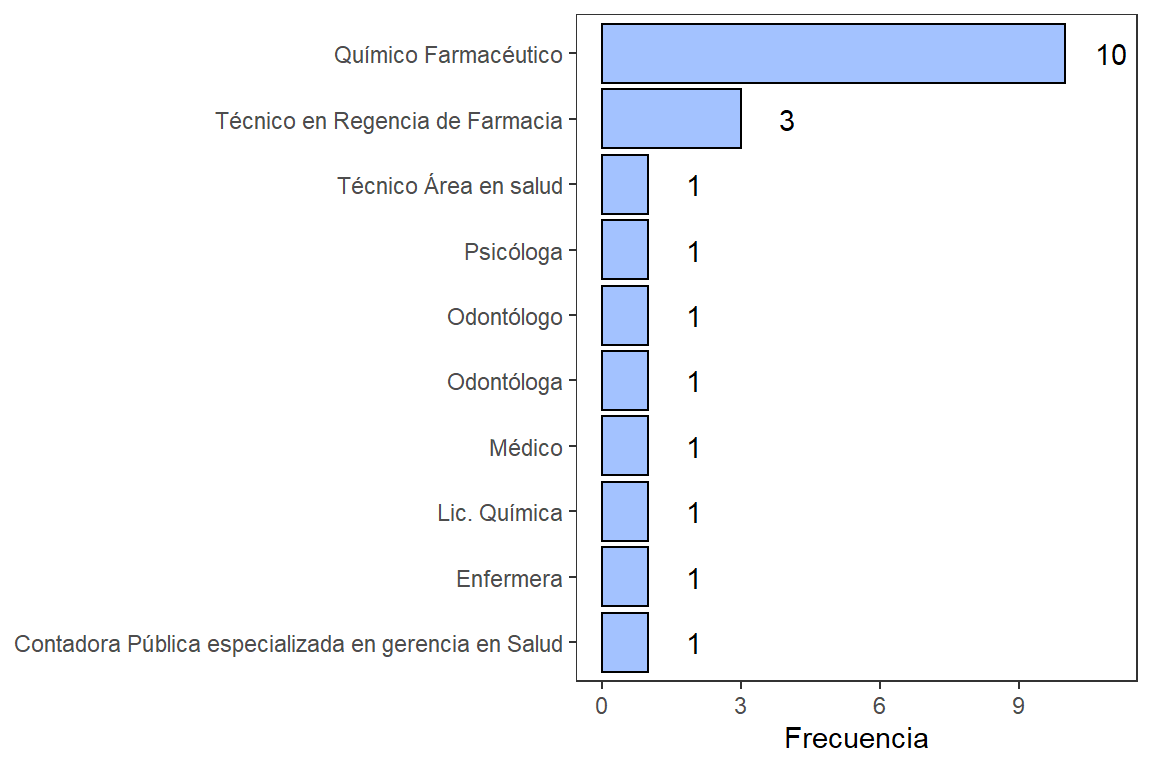 Químico Farmacéutico 10
Técnico en Regencia de Farmacia 3
Técnico Área en salud 1
Psicóloga 1
Odontólogo 1
Odontóloga 1
Médico 1
Lic. Química 1
Enfermera 1
Contadora Pública especializada en gerencia en Salud 1
0 3 6 9
Frecuencia